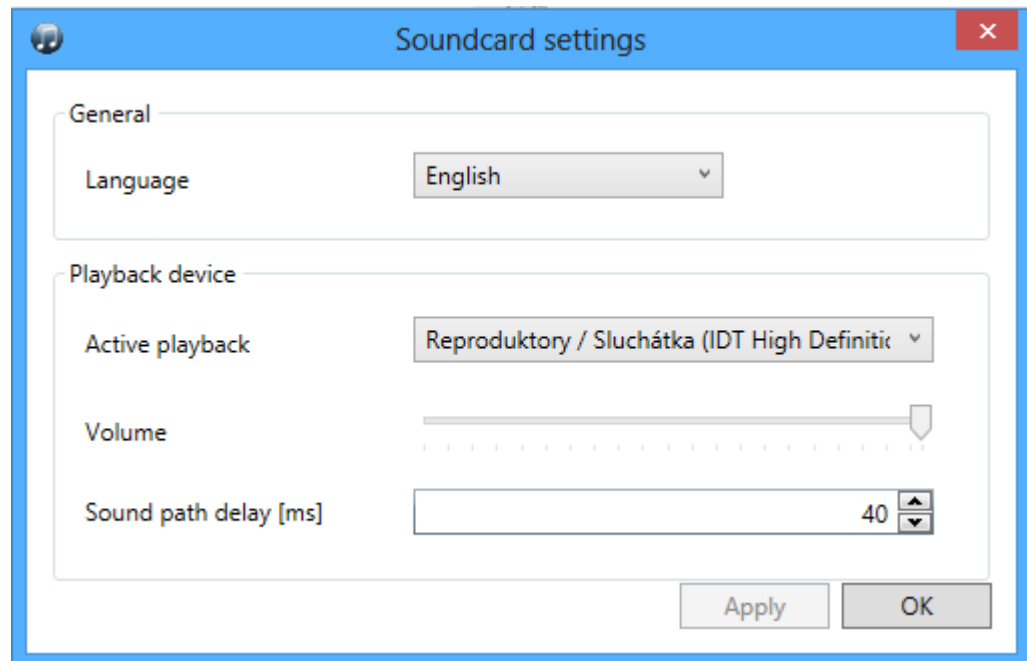 Soundcard settings
General
Language
English
Playback device
Active playback
Reproduktory / Sluchátka (IDT High Definitic
Volume
Sound path delay [ms]
40
Apply
OK